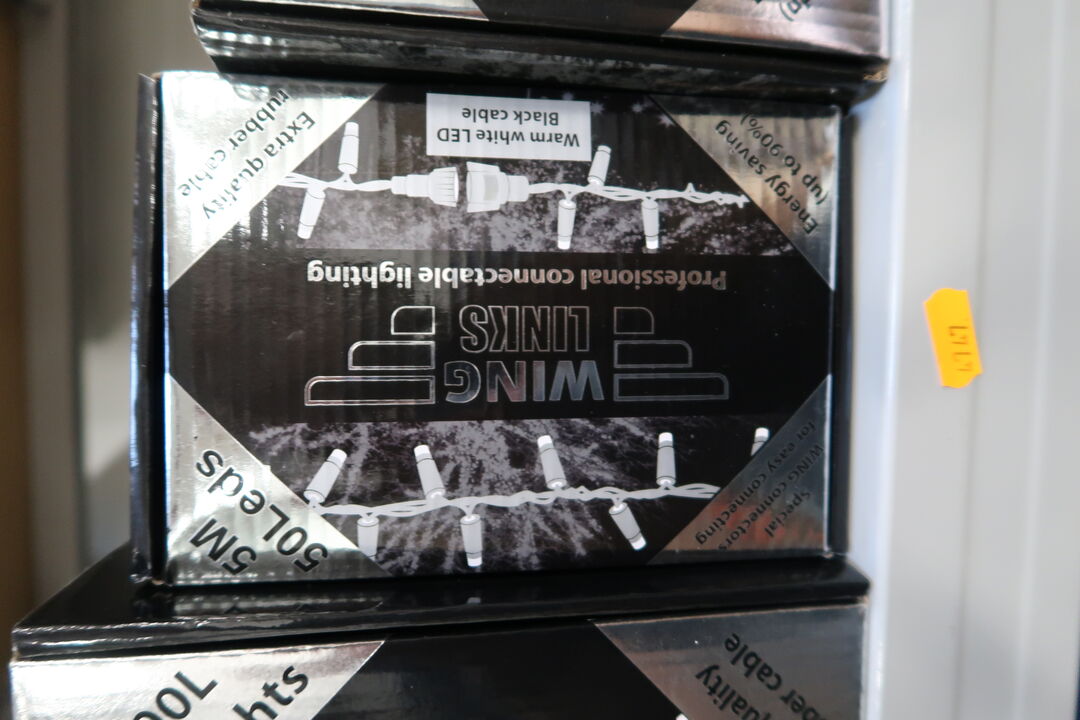 Special
WING connectors
for easy connecting
5M
50Leds
WING
LINKS
Professional connectable lighting
Warm white LED
Black cable
Energy saving
(up to 90%)
Extra quality
rubber cable
cable